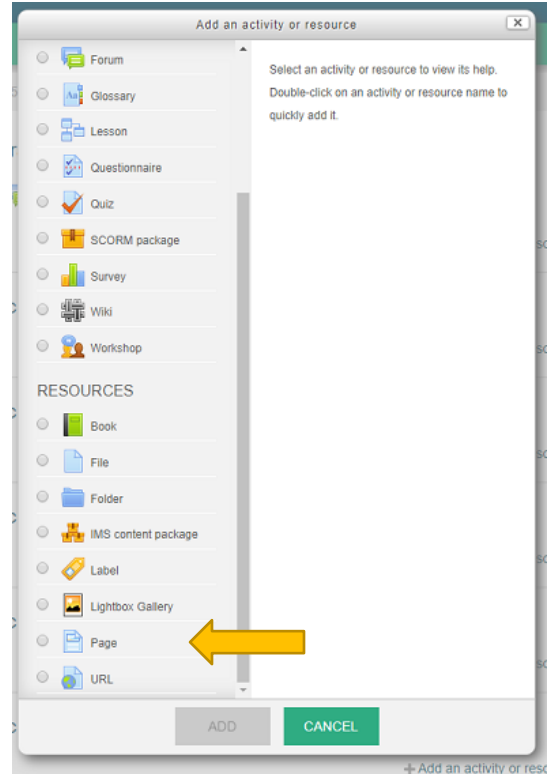 Add an activity or resource
x
Forum
Select an activity or resource to view its help.
Double-click on an activity or resource name to
quickly add it.
Glossary
Lesson
Questionnaire
Quiz
SCORM package
Survey
Wiki
Workshop
RESOURCES
Book
File
Folder
IMS content package
Label
Lightbox Gallery
Page
URL
ADD
CANCEL
+ Add an activity or reso